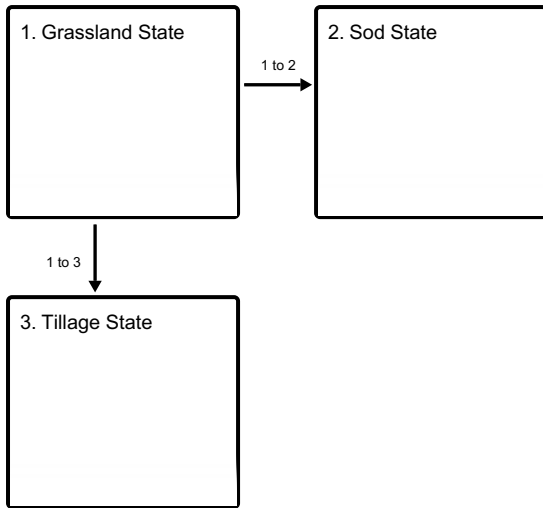 1. Grassland State
2. Sod State
1 to 2
1 to 3
3. Tillage State